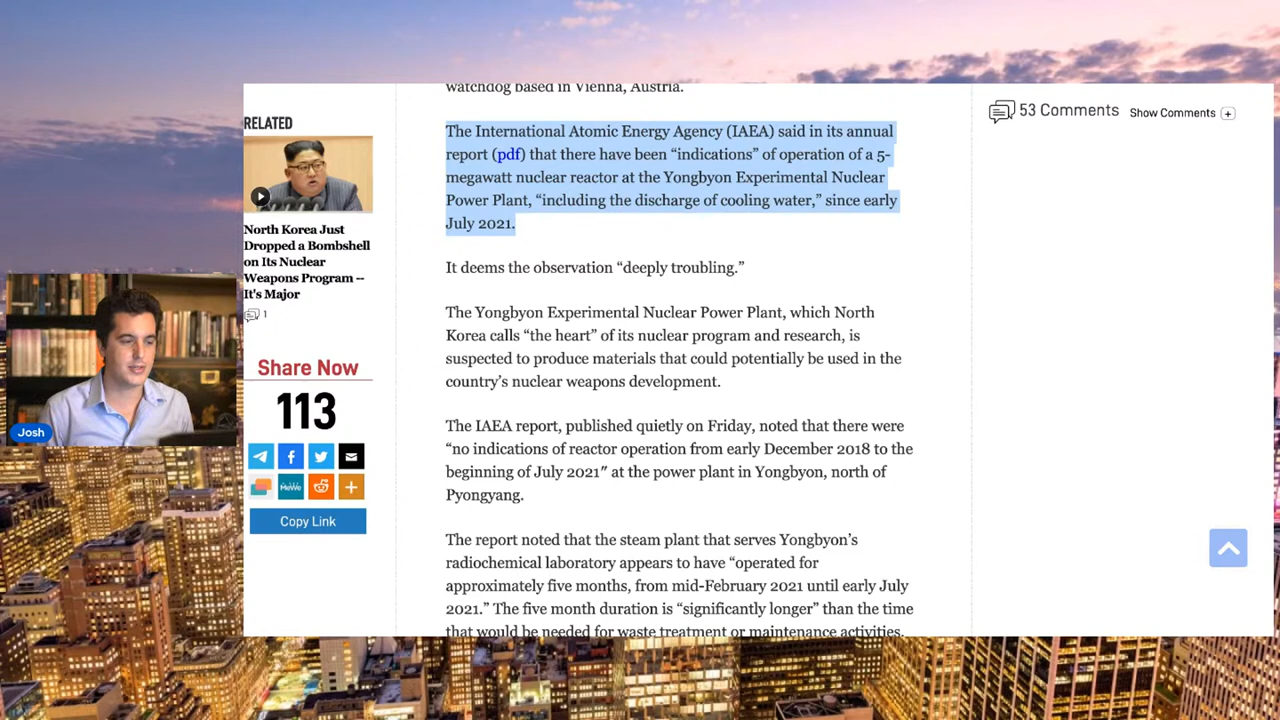 watchdog based in Vienna, Austria.
RELATED
North Korea Just
Dropped a Bombshell
on Its Nuclear
Weapons Program --
It's Major
1
Share Now
113
MeWe
Copy Link
Josh
The International Atomic Energy Agency (IAEA) said in its annual
report (pdf) that there have been “indications” of operation of a 5-
megawatt nuclear reactor at the Yongbyon Experimental Nuclear
Power Plant, “including the discharge of cooling water,” since early
July 2021.
It deems the observation “deeply troubling.”
The Yongbyon Experimental Nuclear Power Plant, which North
Korea calls “the heart” of its nuclear program and research, is
suspected to produce materials that could potentially be used in the
country’s nuclear weapons development.
The IAEA report, published quietly on Friday, noted that there were
“no indications of reactor operation from early December 2018 to the
beginning of July 2021″ at the power plant in Yongbyon, north of
Pyongyang.
The report noted that the steam plant that serves Yongbyon’s
radiochemical laboratory appears to have “operated for
approximately five months, from mid-February 2021 until early July
2021.” The five month duration is “significantly longer” than the time
that would be needed for waste treatment or maintenance activities.
53 Comments
Show Comments +